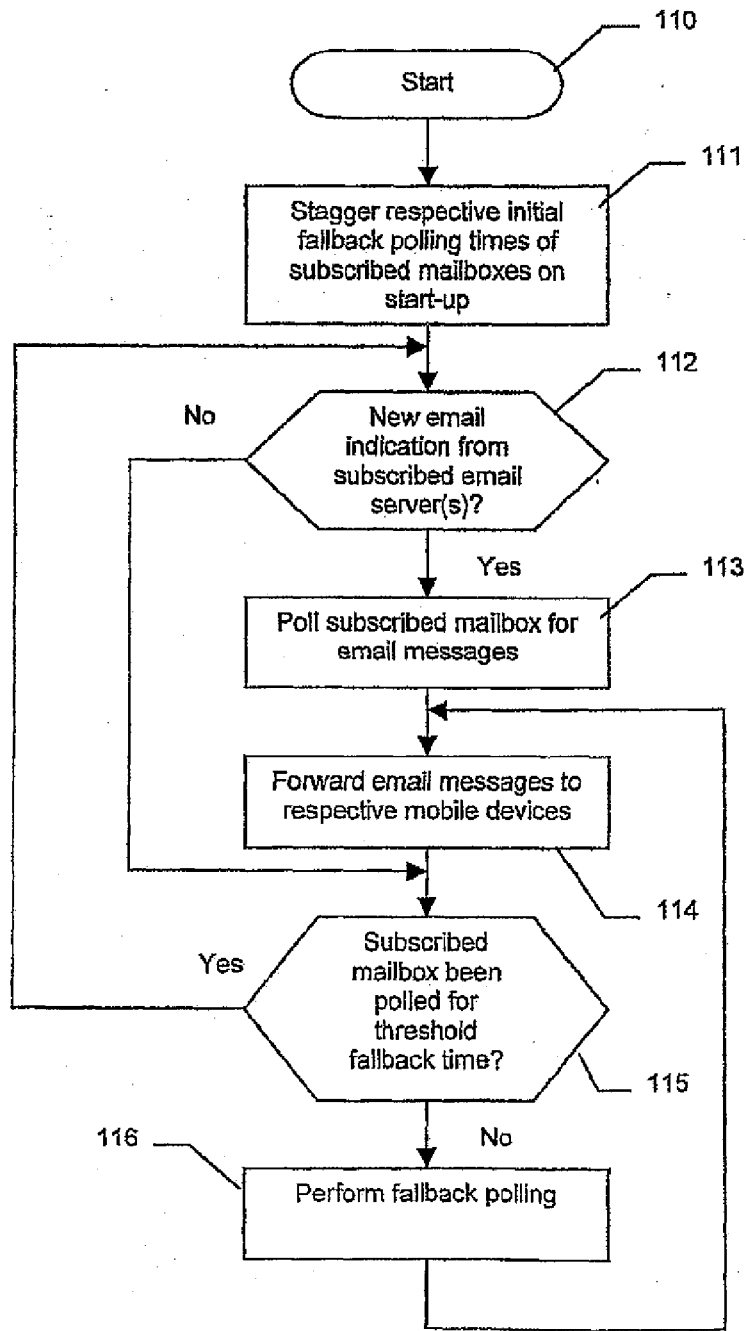 110
Start
111
Stagger respective initial
fallback polling times of
subscribed mailboxes on
start-up
112
No
New email
indication from
subscribed email
server(s)?
Yes
113
Poll subscribed mailbox for
email messages
Forward email messages to
respective mobile devices
114
Yes
Subscribed
mailbox been
polled for
threshold
fallback time?
115
No
116
Perform fallback polling